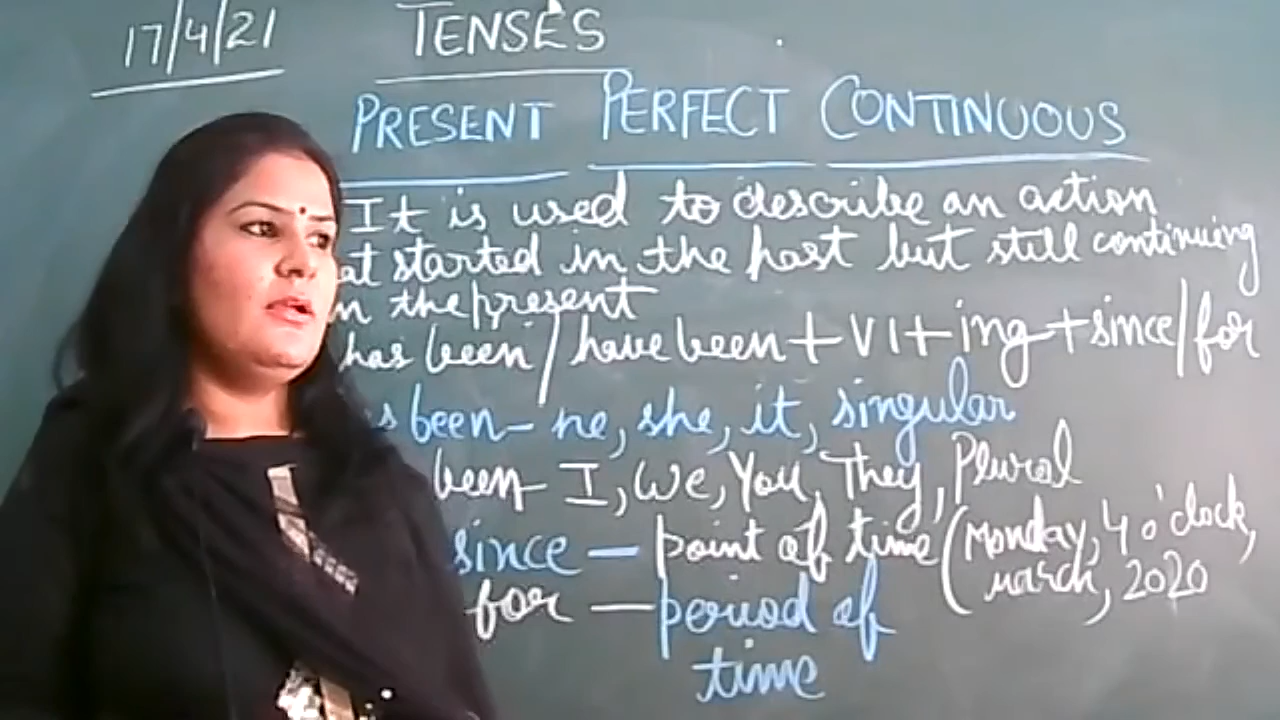 17/4/21
TENSES
PRESENT PERFECT CONTINUOUS
It is used to describe an action
at started in the past but still continuing
n the present
has been / have been + V1 + ing + since/for
s been - he, she, it, singular
been - I, We, You, They, Plural
since - point of time (Monday, 4 o'clock,
March, 2020
for - period of
time